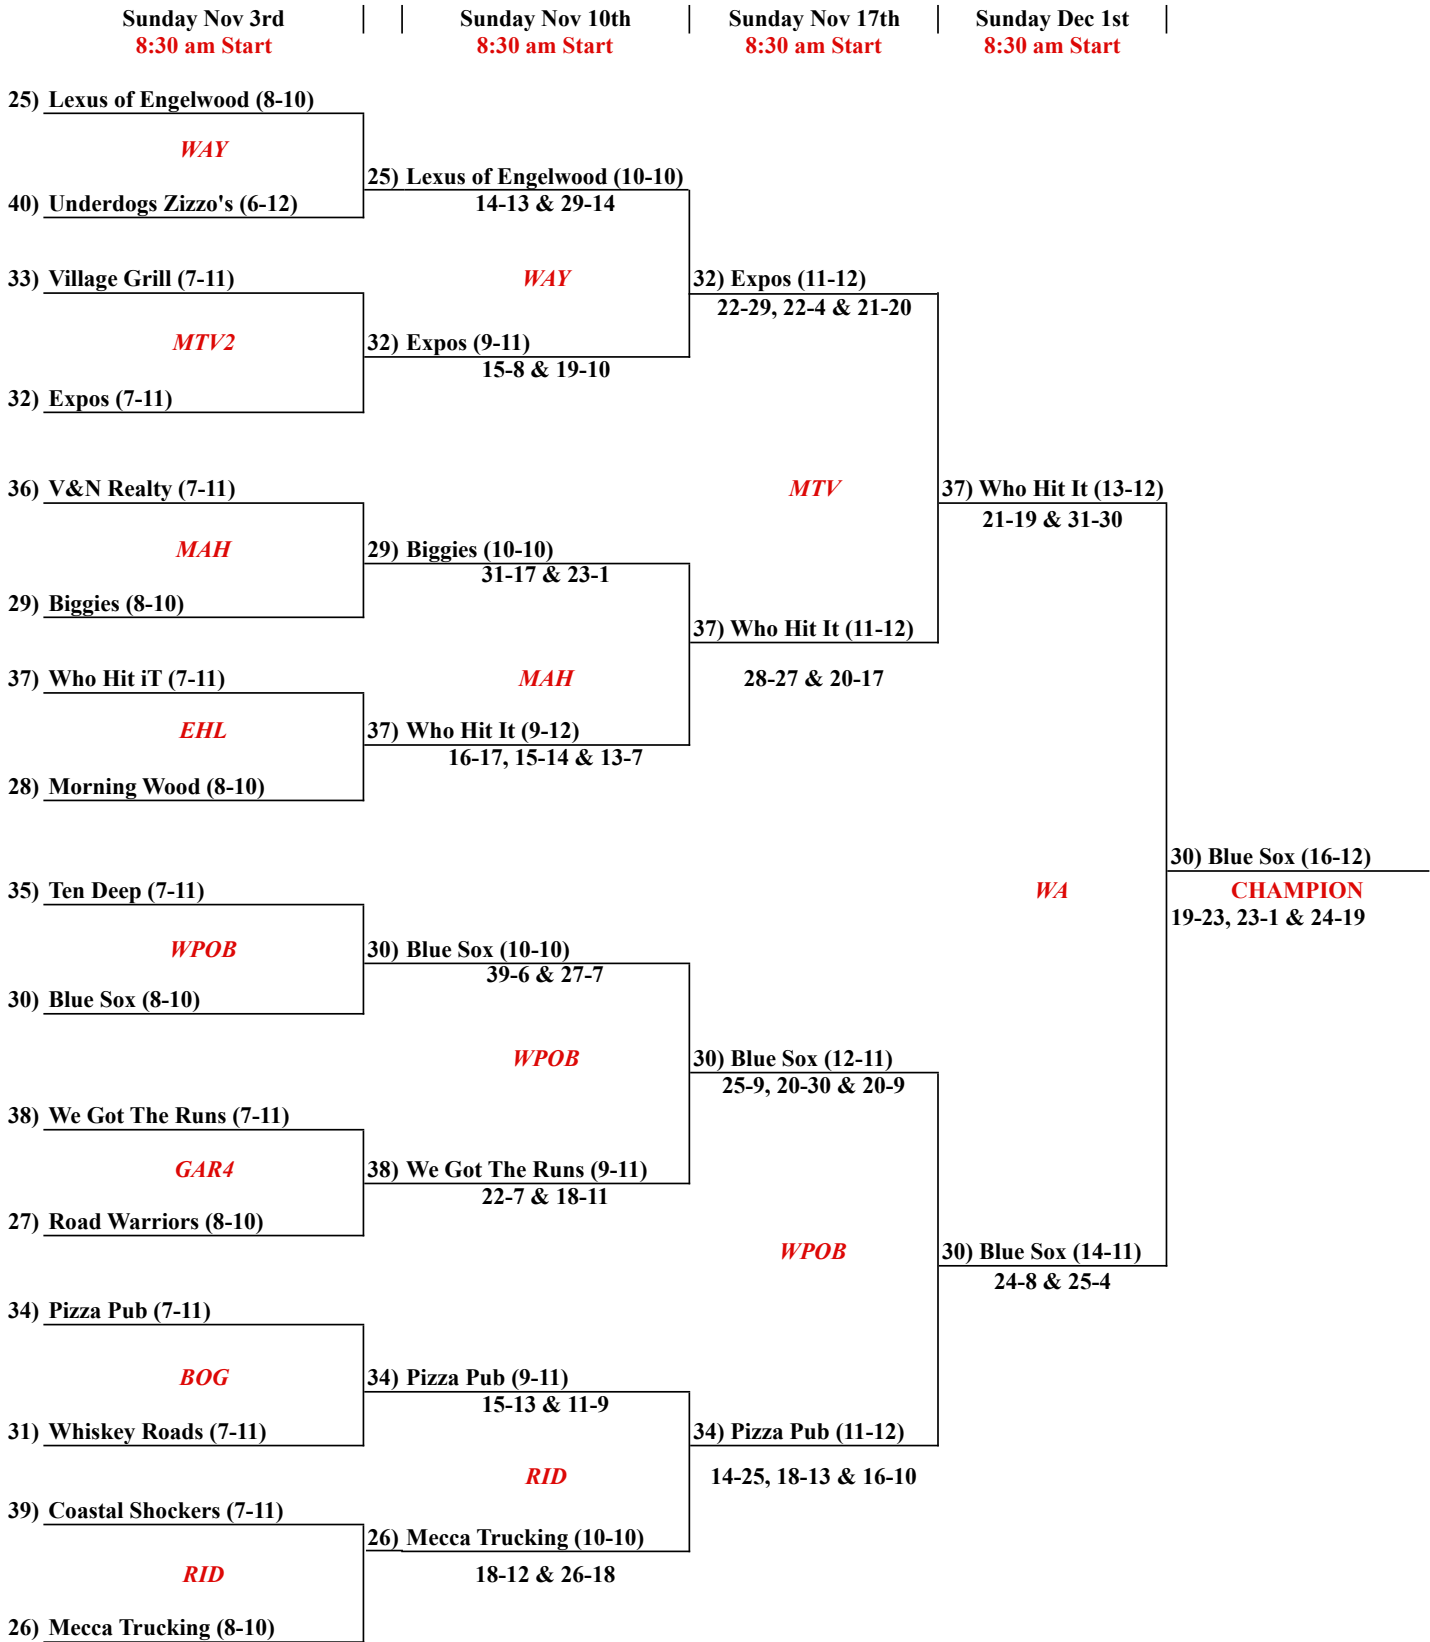 Sunday Nov 3rd | | Sunday Nov 10th | Sunday Nov 17th | Sunday Dec 1st |
8:30 am Start 8:30 am Start 8:30 am Start 8:30 am Start
25) Lexus of Engelwood (8-10)
WAY
25) Lexus of Engelwood (10-10)
40) Underdogs Zizzo's (6-12)
14-13 & 29-14
33) Village Grill (7-11)
WAY
32) Expos (11-12)
22-29, 22-4 & 21-20
MTV2
32) Expos (9-11)
15-8 & 19-10
32) Expos (7-11)
36) V&N Realty (7-11)
MTV
37) Who Hit It (13-12)
21-19 & 31-30
MAH
29) Biggies (10-10)
31-17 & 23-1
29) Biggies (8-10)
37) Who Hit It (11-12)
37) Who Hit iT (7-11)
MAH
28-27 & 20-17
EHL
37) Who Hit It (9-12)
16-17, 15-14 & 13-7
28) Morning Wood (8-10)
30) Blue Sox (16-12)
35) Ten Deep (7-11)
WA
CHAMPION
19-23, 23-1 & 24-19
WPOB
30) Blue Sox (10-10)
39-6 & 27-7
30) Blue Sox (8-10)
WPOB
30) Blue Sox (12-11)
25-9, 20-30 & 20-9
38) We Got The Runs (7-11)
GAR4
38) We Got The Runs (9-11)
22-7 & 18-11
27) Road Warriors (8-10)
WPOB
30) Blue Sox (14-11)
24-8 & 25-4
34) Pizza Pub (7-11)
BOG
34) Pizza Pub (9-11)
15-13 & 11-9
31) Whiskey Roads (7-11)
34) Pizza Pub (11-12)
RID
14-25, 18-13 & 16-10
39) Coastal Shockers (7-11)
26) Mecca Trucking (10-10)
RID
18-12 & 26-18
26) Mecca Trucking (8-10)